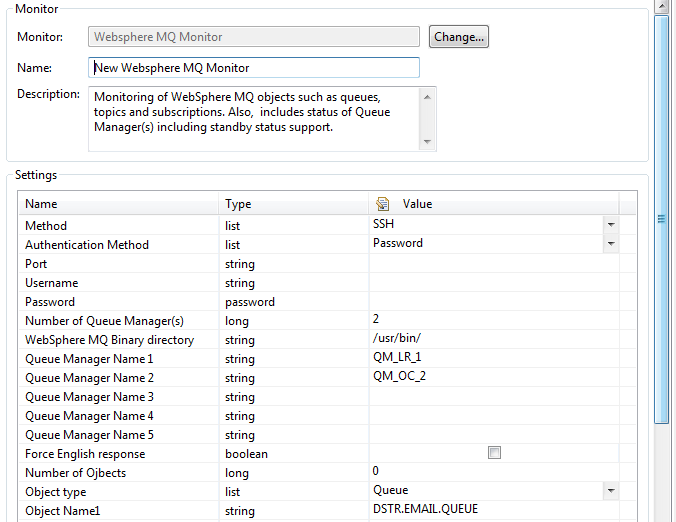 Monitor
Monitor: Websphere MQ Monitor Change...
Name: New Websphere MQ Monitor
Description: Monitoring of WebSphere MQ objects such as queues,
topics and subscriptions. Also, includes status of Queue
Manager(s) including standby status support.
Settings
Name Type Value
Method list SSH
Authentication Method list Password
Port string
Username string
Password password
Number of Queue Manager(s) long 2
WebSphere MQ Binary directory string /usr/bin/
Queue Manager Name 1 string QM_LR_1
Queue Manager Name 2 string QM_OC_2
Queue Manager Name 3 string
Queue Manager Name 4 string
Queue Manager Name 5 string
Force English response boolean
Number of Ojbects long 0
Object type list Queue
Object Name1 string DSTR.EMAIL.QUEUE